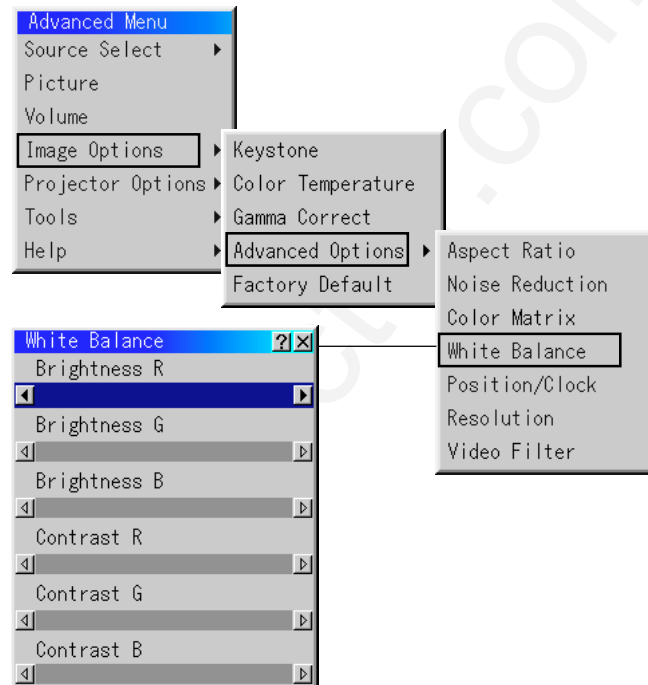 Advanced Menu
Source Select
Picture
Volume
Image Options
Projector Options
Tools
Help
Keystone
Color Temperature
Gamma Correct
Advanced Options
Factory Default
Aspect Ratio
Noise Reduction
Color Matrix
White Balance
Position/Clock
Resolution
Video Filter
White Balance ?
Brightness R
Brightness G
Brightness B
Contrast R
Contrast G
Contrast B